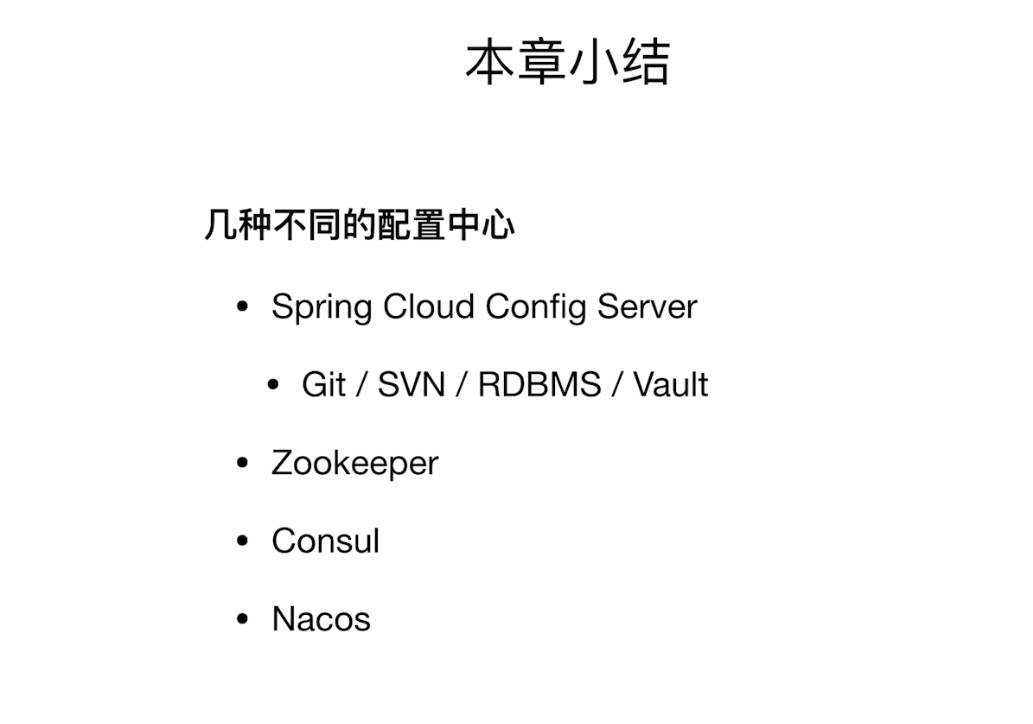 本章小结
几种不同的配置中心
• Spring Cloud Config Server
• Git / SVN / RDBMS / Vault
• Zookeeper
• Consul
• Nacos